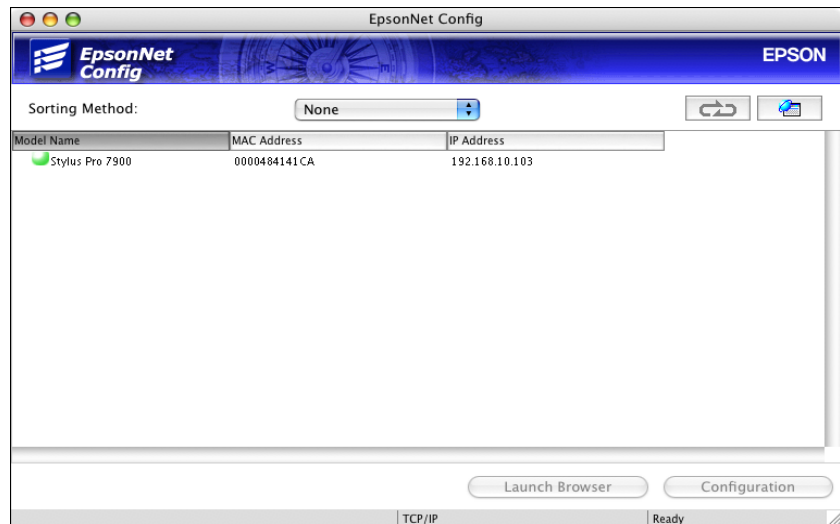 EpsonNet Config
EpsonNet
Config
EPSON
Sorting Method:
None
Model Name MAC Address IP Address
Stylus Pro 7900 0000484141CA 192.168.10.103
Launch Browser Configuration
TCP/IP Ready